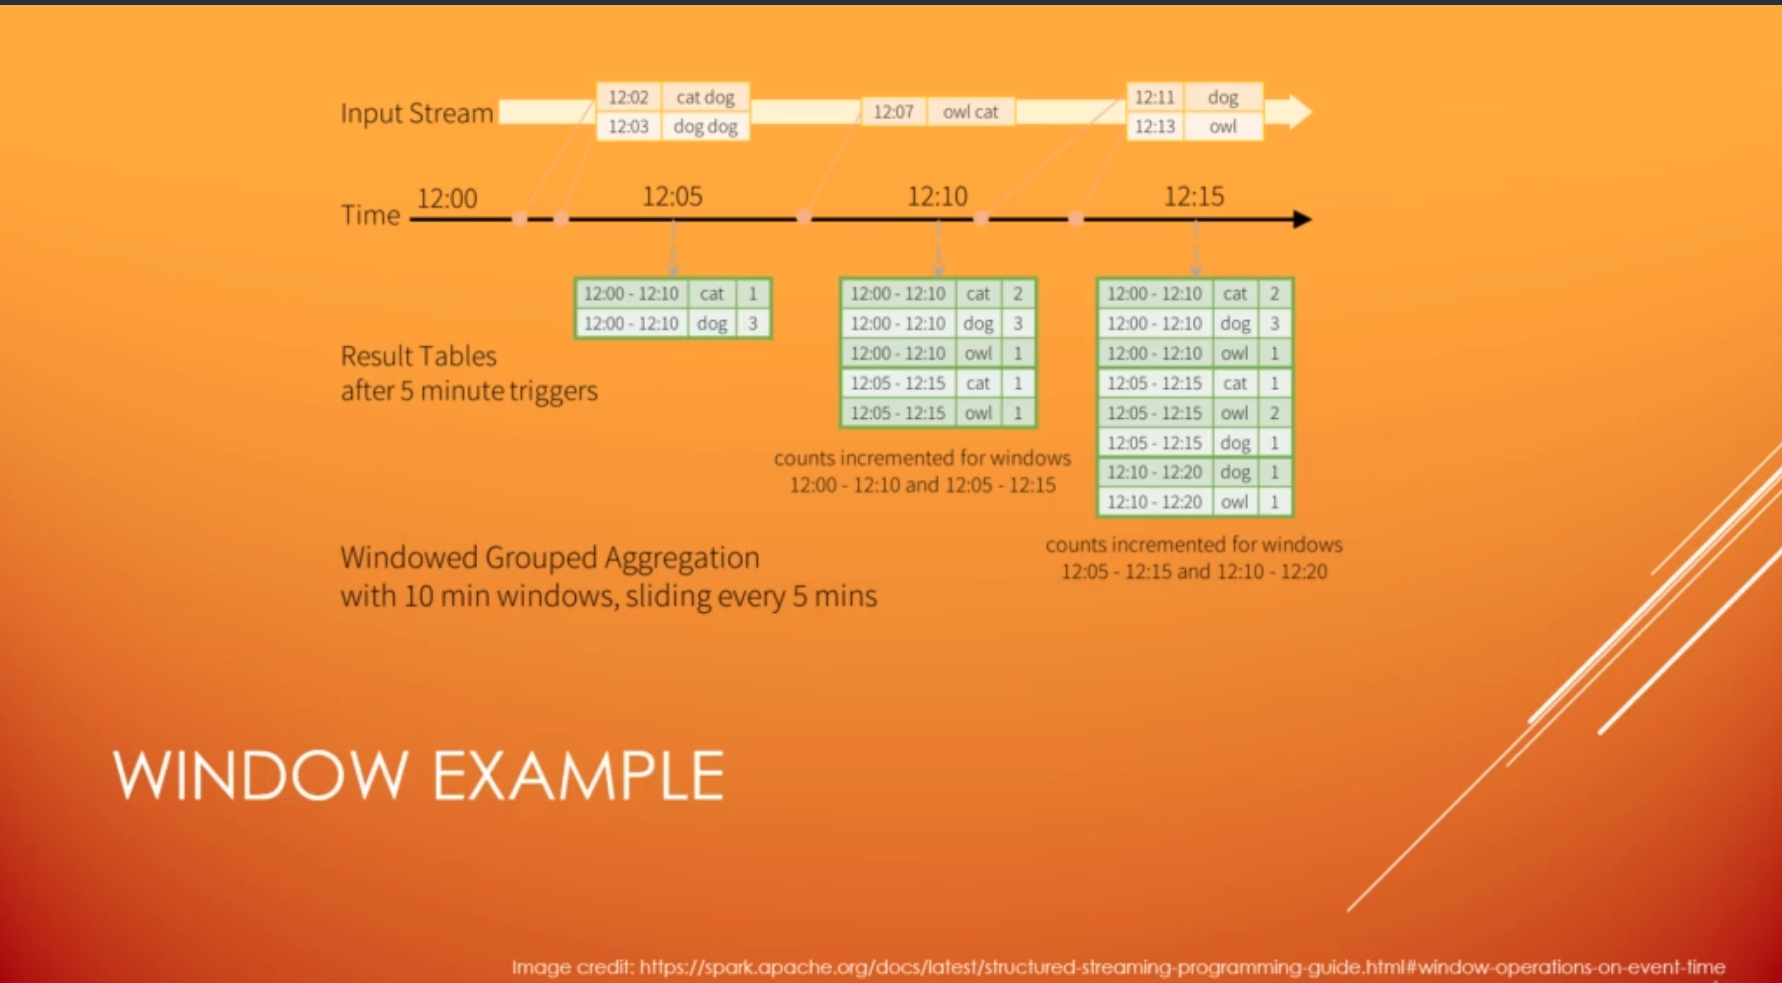 Input Stream
12:02 cat dog
12:03 dog dog
12:07 owl cat
12:11 dog
12:13 owl
Time
12:00
12:05
12:10
12:15
12:00 - 12:10 cat 1
12:00 - 12:10 dog 3
12:00 - 12:10 cat 2
12:00 - 12:10 dog 3
12:00 - 12:10 owl 1
12:05 - 12:15 cat 1
12:05 - 12:15 owl 1
12:00 - 12:10 cat 2
12:00 - 12:10 dog 3
12:00 - 12:10 owl 1
12:05 - 12:15 cat 1
12:05 - 12:15 owl 2
12:05 - 12:15 dog 1
12:10 - 12:20 dog 1
12:10 - 12:20 owl 1
Result Tables
after 5 minute triggers
counts incremented for windows
12:00 - 12:10 and 12:05 - 12:15
counts incremented for windows
12:05 - 12:15 and 12:10 - 12:20
Windowed Grouped Aggregation
with 10 min windows, sliding every 5 mins
WINDOW EXAMPLE
Image credit: https://spark.apache.org/docs/latest/structured-streaming-programming-guide.html#window-operations-on-event-time